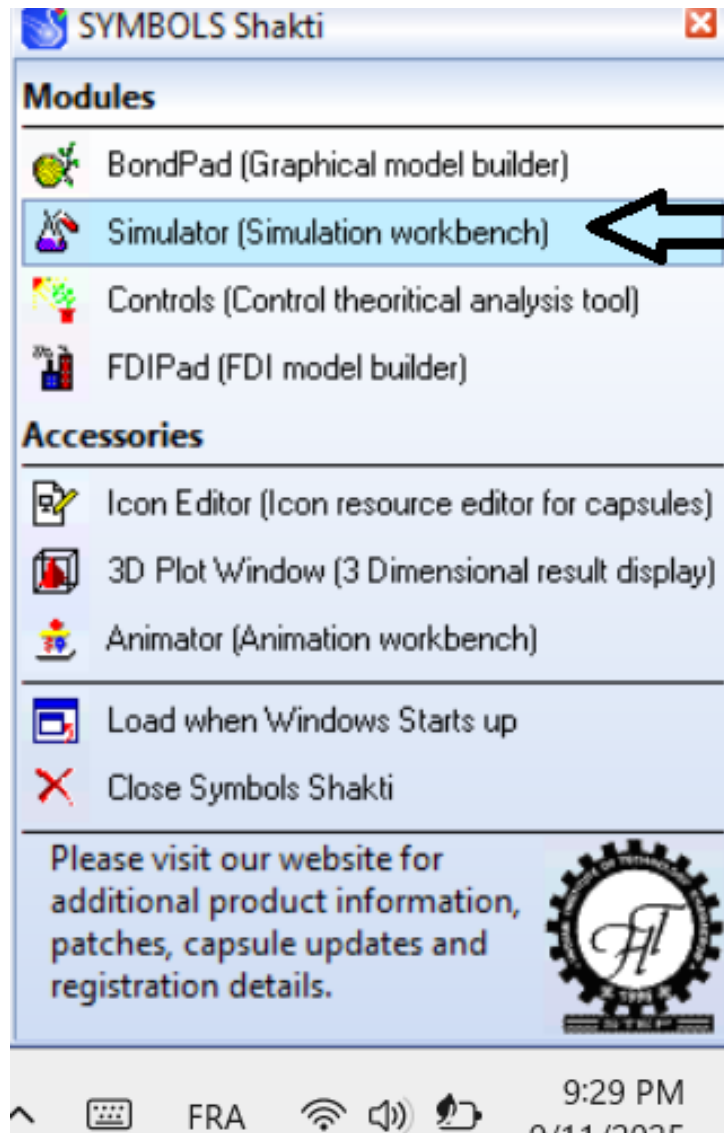 SYMBOLS Shakti
Modules
BondPad (Graphical model builder)
Simulator (Simulation workbench)
Controls (Control theoritical analysis tool)
FDIPad (FDI model builder)
Accessories
Icon Editor (Icon resource editor for capsules)
3D Plot Window (3 Dimensional result display)
Animator (Animation workbench)
Load when Windows Starts up
Close Symbols Shakti
Please visit our website for
additional product information,
patches, capsule updates and
registration details.
STEP
FRA
9:29 PM